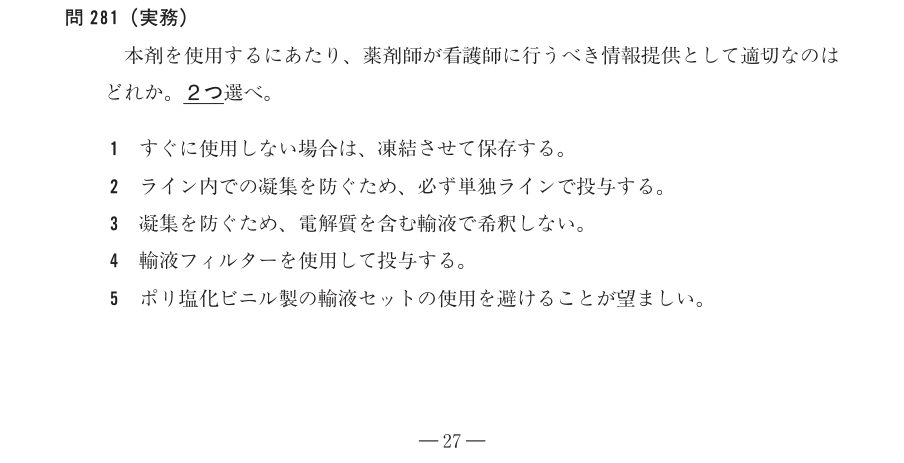 問 281（実務）
本剤を使用するにあたり、薬剤師が看護師に行うべき情報提供として適切なのは
どれか。２つ選べ。
1 すぐに使用しない場合は、凍結させて保存する。
2 ライン内での凝集を防ぐため、必ず単独ラインで投与する。
3 凝集を防ぐため、電解質を含む輸液で希釈しない。
4 輸液フィルターを使用して投与する。
5 ポリ塩化ビニル製の輸液セットの使用を避けることが望ましい。
― 27 ―